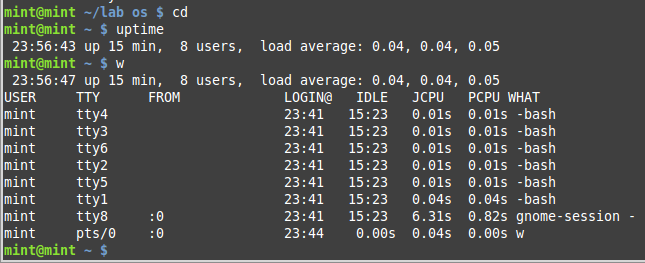 mint@mint ~/lab os $ cd
mint@mint ~ $ uptime
 23:56:43 up 15 min,  8 users,  load average: 0.04, 0.04, 0.05
mint@mint ~ $ w
 23:56:47 up 15 min,  8 users,  load average: 0.04, 0.04, 0.05
USER     TTY      FROM             LOGIN@   IDLE   JCPU   PCPU WHAT
mint     tty4                      23:41   15:23   0.01s  0.01s -bash
mint     tty3                      23:41   15:23   0.01s  0.01s -bash
mint     tty6                      23:41   15:23   0.01s  0.01s -bash
mint     tty2                      23:41   15:23   0.01s  0.01s -bash
mint     tty5                      23:41   15:23   0.01s  0.01s -bash
mint     tty1                      23:41   15:23   0.04s  0.04s -bash
mint     tty8     :0               23:41   15:23   6.31s  0.82s gnome-session -
mint     pts/0    :0               23:44    0.00s  0.04s  0.00s w
mint@mint ~ $